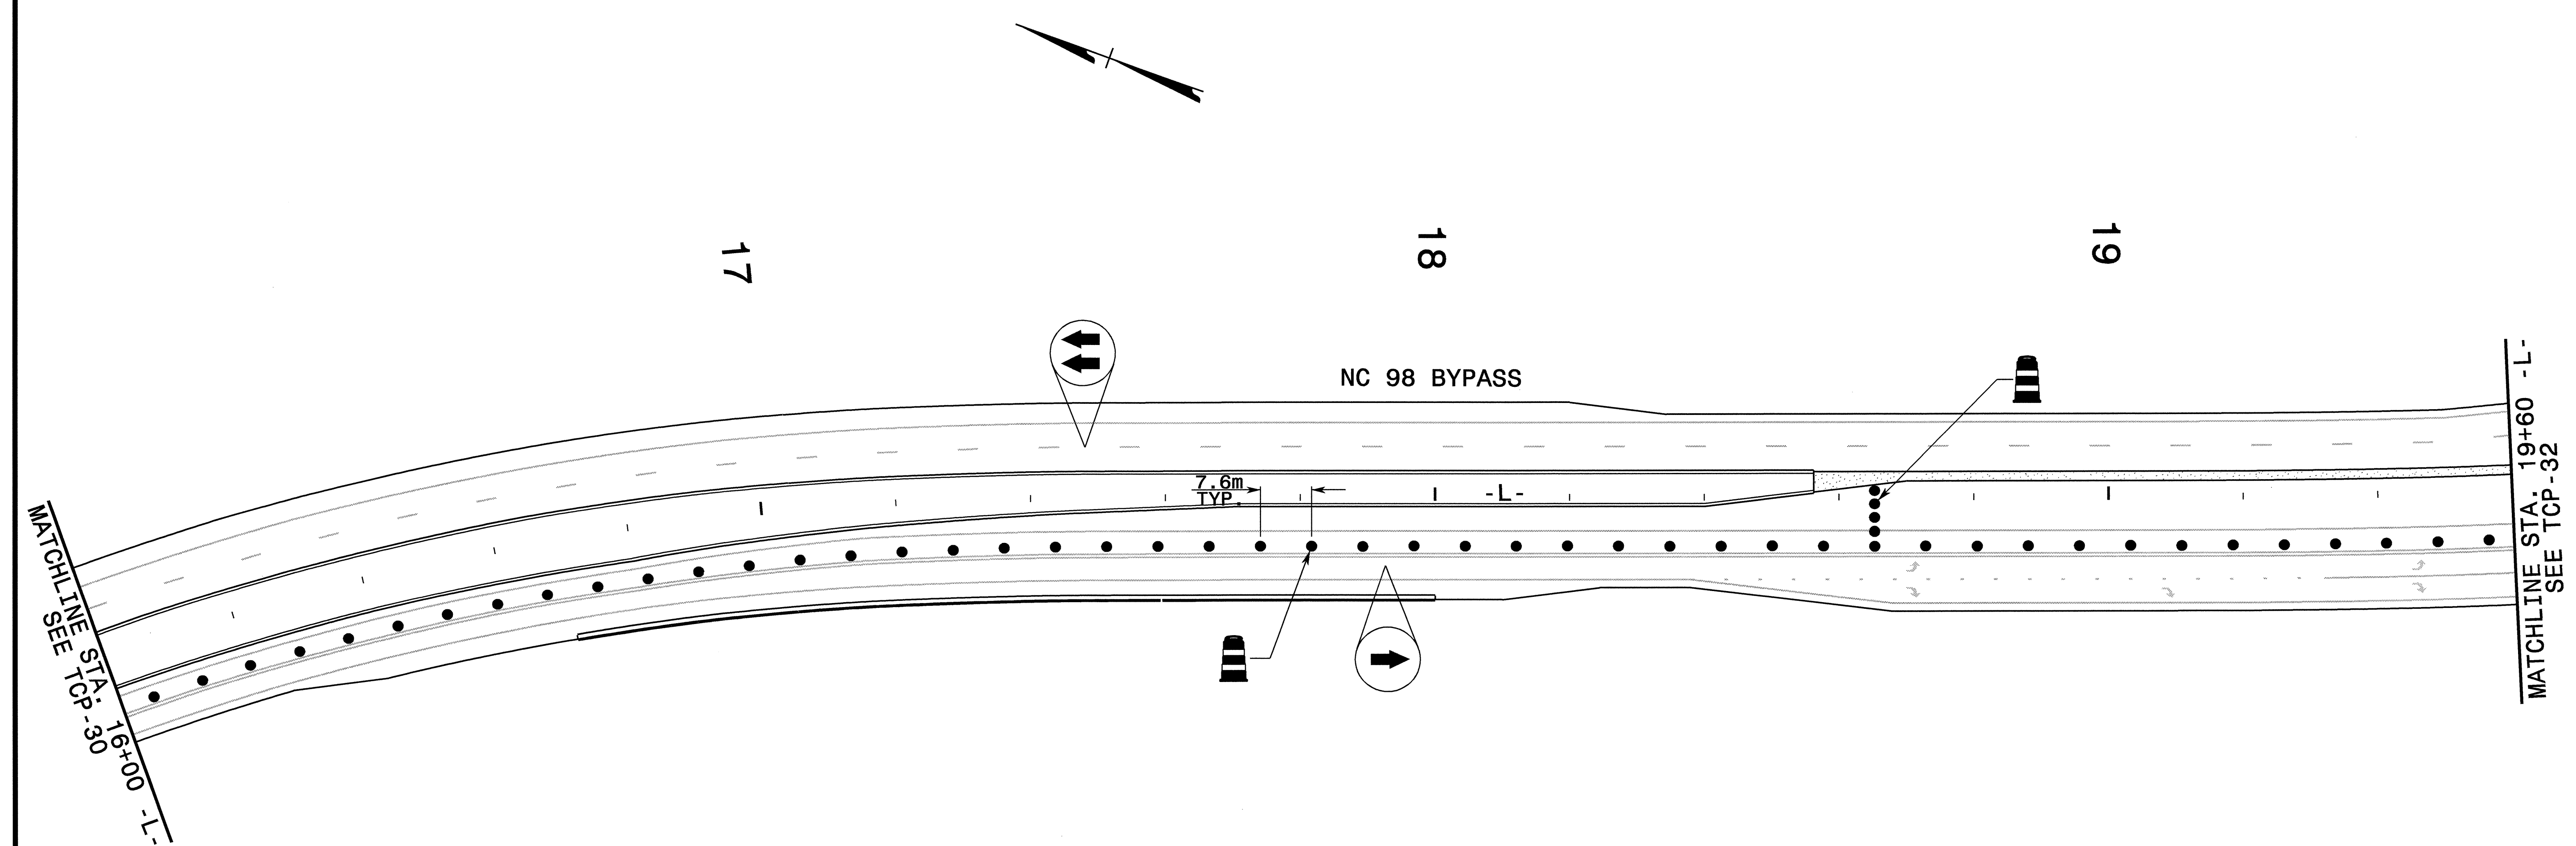 17
18
19
NC 98 BYPASS
7.6m
TYP.
-L-
MATCHLINE STA. 16+00 -L-
SEE TCP-30
MATCHLINE STA. 19+60 -L-
SEE TCP-32